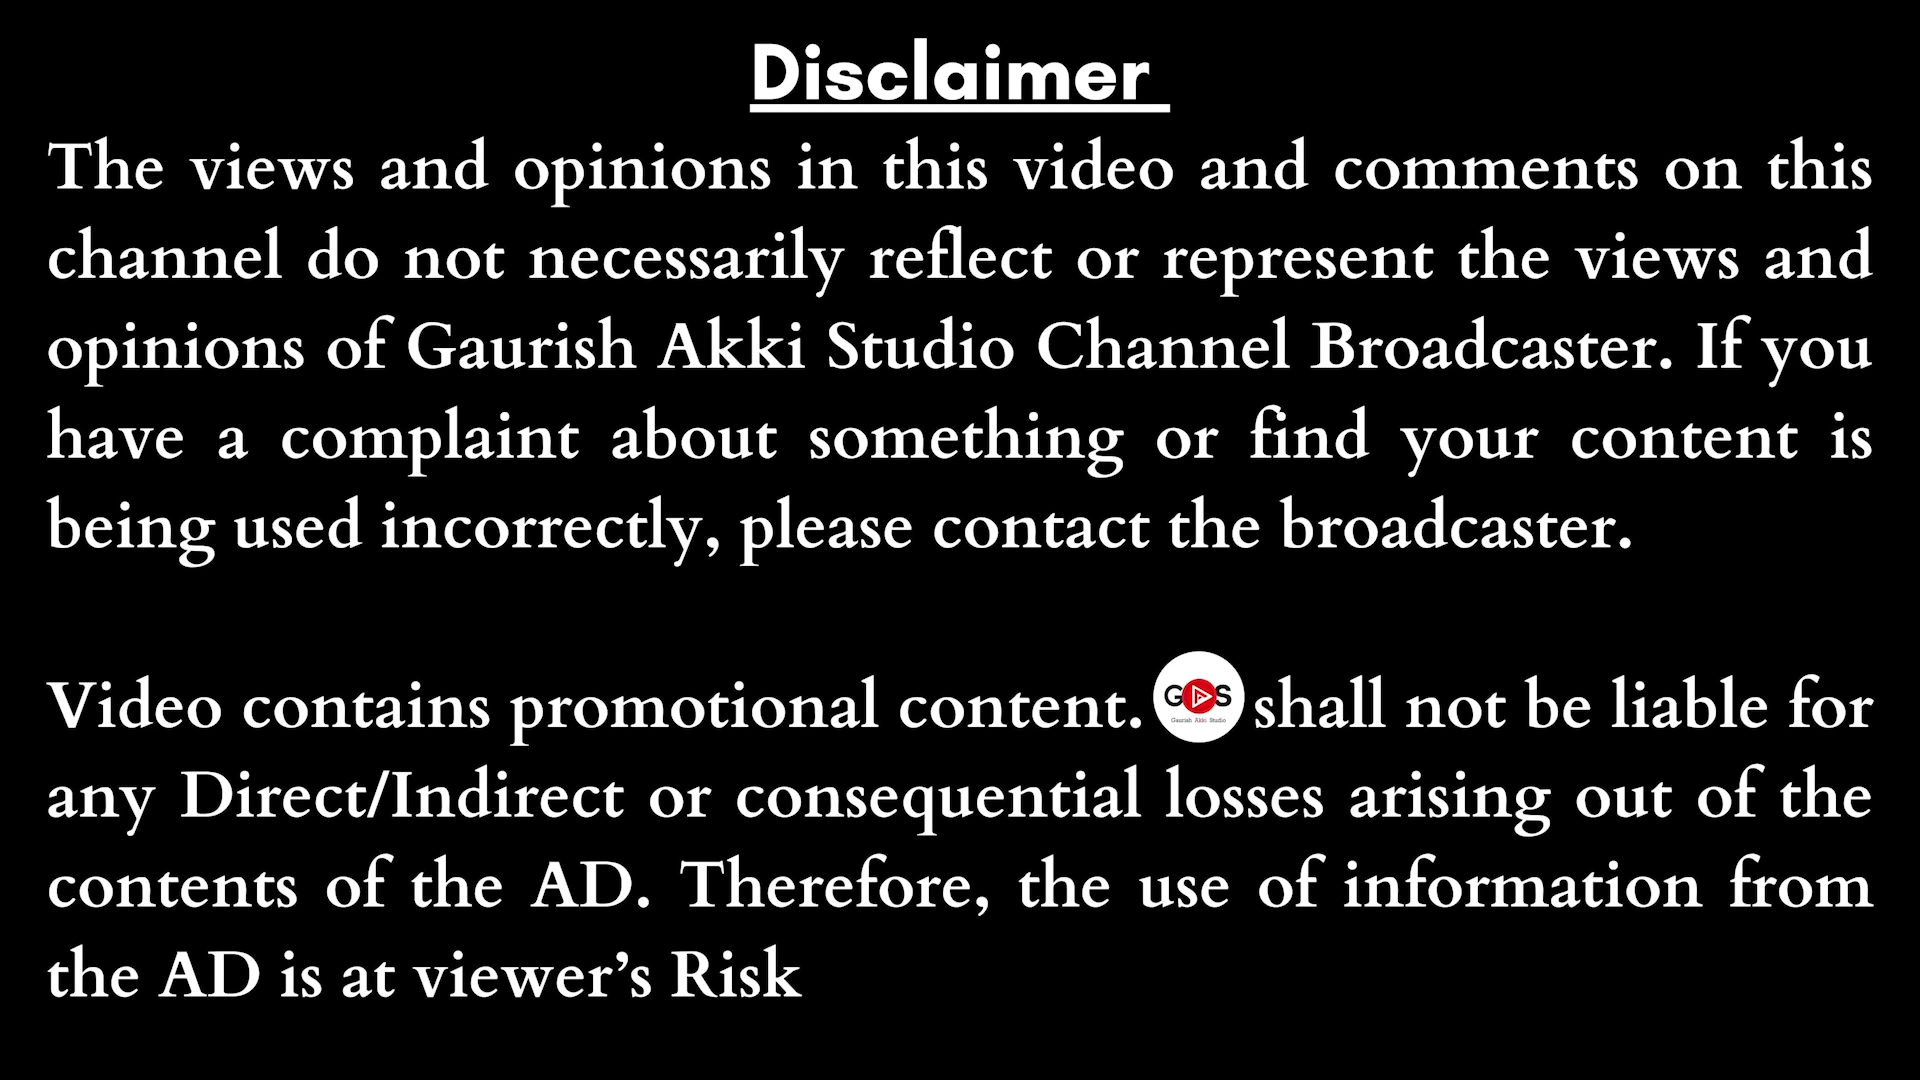 Disclaimer
The views and opinions in this video and comments on this
channel do not necessarily reflect or represent the views and
opinions of Gaurish Akki Studio Channel Broadcaster. If you
have a complaint about something or find your content is
being used incorrectly, please contact the broadcaster.
Video contains promotional content. GAS Gaurish Akki Studio shall not be liable for
any Direct/Indirect or consequential losses arising out of the
contents of the AD. Therefore, the use of information from
the AD is at viewer’s Risk